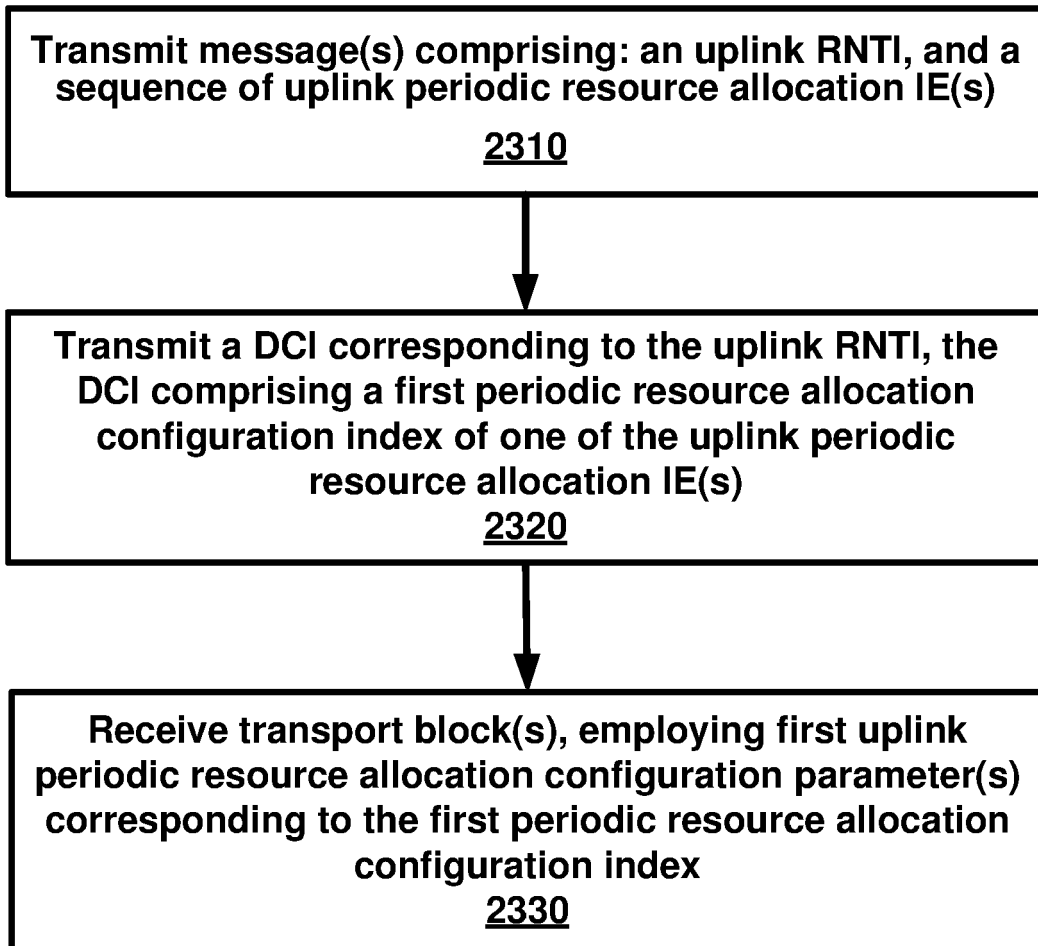 Transmit message(s) comprising: an uplink RNTI, and a
sequence of uplink periodic resource allocation IE(s)
2310
Transmit a DCI corresponding to the uplink RNTI, the
DCI comprising a first periodic resource allocation
configuration index of one of the uplink periodic
resource allocation IE(s)
2320
Receive transport block(s), employing first uplink
periodic resource allocation configuration parameter(s)
corresponding to the first periodic resource allocation
configuration index
2330